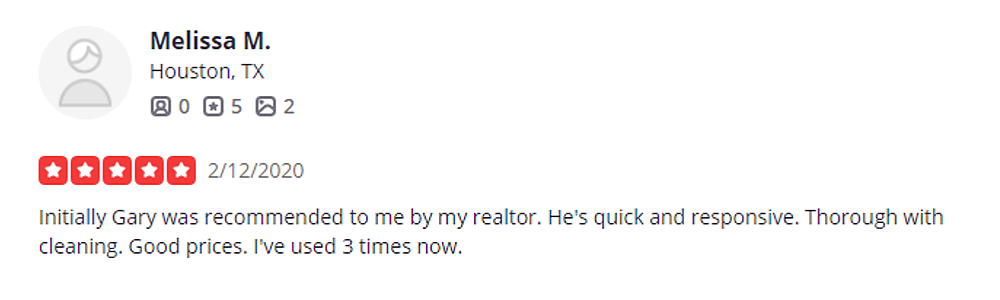 Melissa M.
Houston, TX
0 5 2
2/12/2020
Initially Gary was recommended to me by my realtor. He's quick and responsive. Thorough with
cleaning. Good prices. I've used 3 times now.